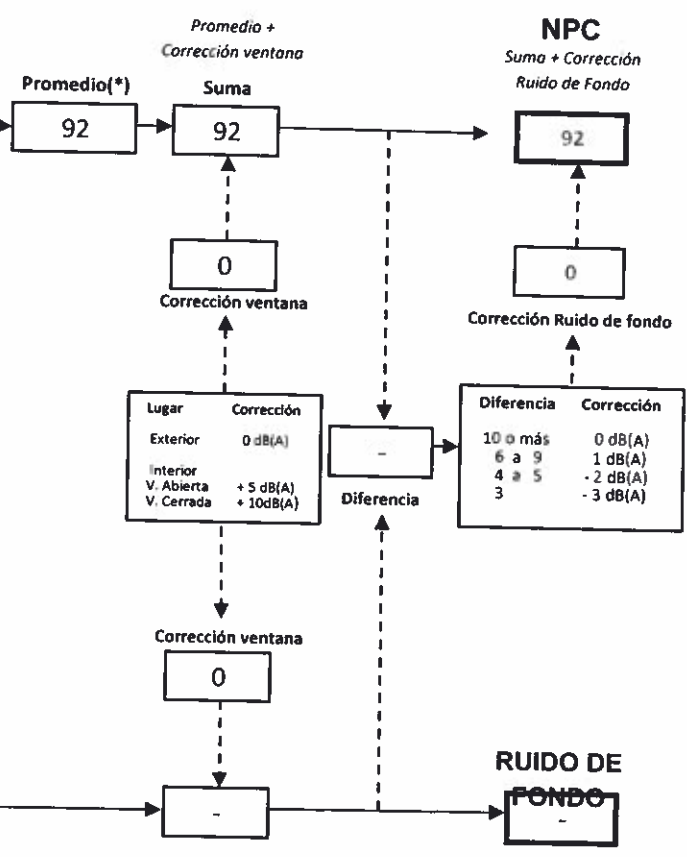 Promedio +
Corrección ventana
NPC
Suma + Corrección
Ruido de Fondo
Promedio(*)
Suma
92
92
92
0
Corrección ventana
0
Corrección Ruido de fondo
Lugar Corrección
Exterior 0 dB(A)
Interior
V. Abierta + 5 dB(A)
V. Cerrada + 10dB(A)
-
Diferencia
Diferencia Corrección
10 o más 0 dB(A)
6 a 9 1 dB(A)
4 a 5 - 2 dB(A)
3 - 3 dB(A)
Corrección ventana
0
-
RUIDO DE
FONDO
-